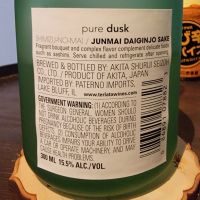 pure dusk
SHIMIZU-NO-MAI / JUNMAI DAIGINJO SAKE
Fragrant bouquet and complex flavor complement delicate foods
such as sashimi. Serve chilled and refrigerate after opening.
BREWED & BOTTLED BY: AKITA SHURUI SEIZOH
CO., LTD. / PRODUCT OF AKITA, JAPAN
IMPORTED BY: PATERNO IMPORTS,
LAKE BLUFF, IL
www.terlatowines.com
GOVERNMENT WARNING: (1) ACCORDING
TO THE SURGEON GENERAL, WOMEN SHOULD
NOT DRINK ALCOHOLIC BEVERAGES DURING
PREGNANCY BECAUSE OF THE RISK OF BIRTH
DEFECTS. (2) CONSUMPTION OF ALCOHOLIC
BEVERAGES IMPAIRS YOUR ABILITY TO DRIVE
A CAR OR OPERATE MACHINERY, AND MAY
CAUSE HEALTH PROBLEMS.
300 ML 15.5% ALC./VOL.